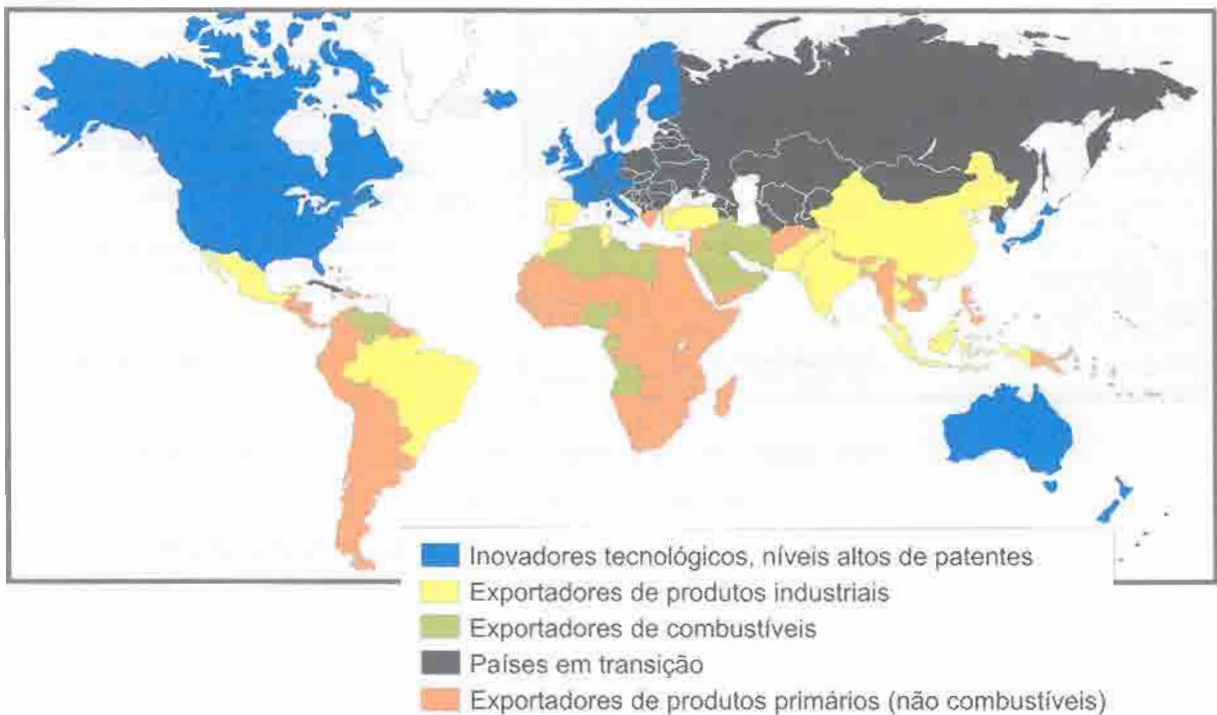 Inovadores tecnológicos, níveis altos de patentes
Exportadores de produtos industriais
Exportadores de combustíveis
Países em transição
Exportadores de produtos primários (não combustíveis)